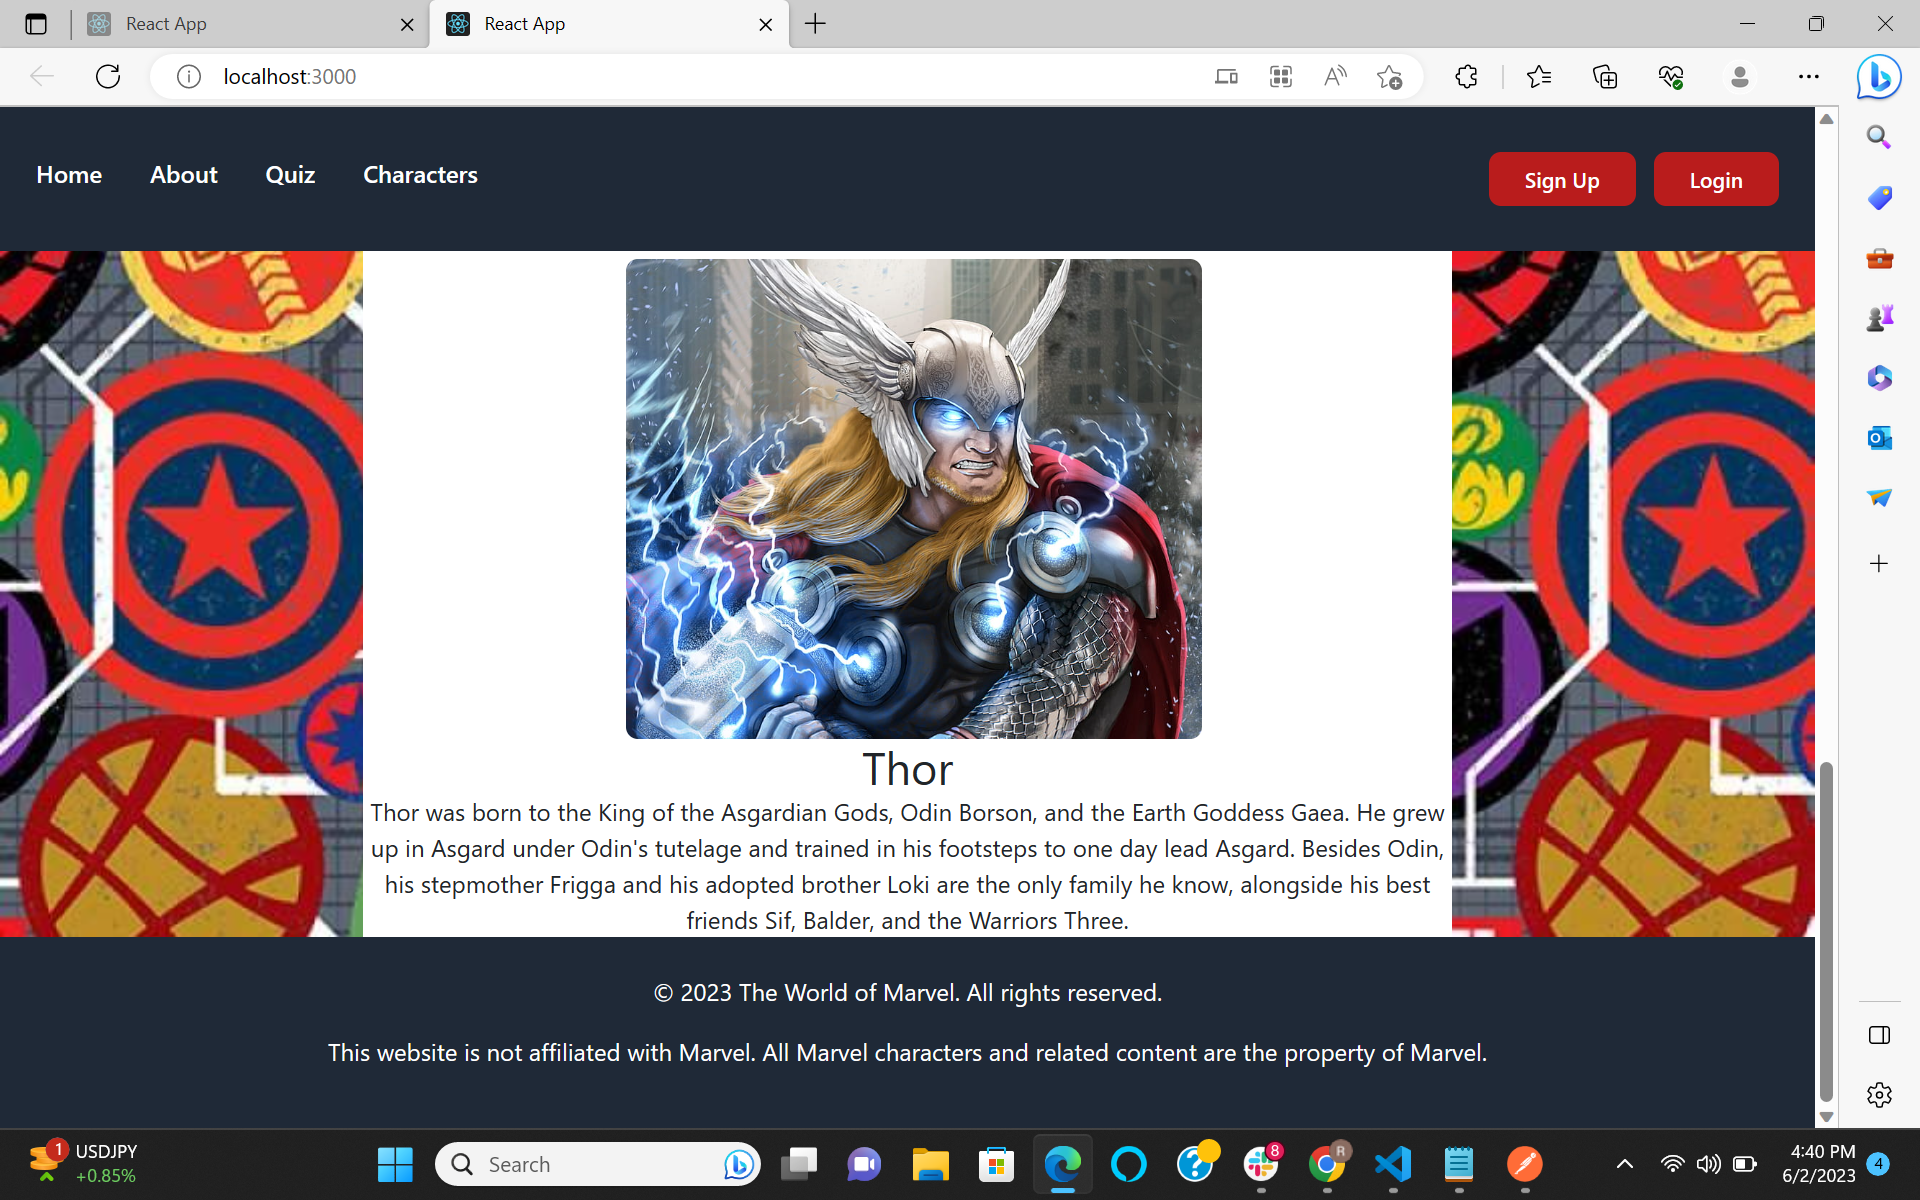 React App
React App
localhost:3000
Home
About
Quiz
Characters
Sign Up
Login
Thor
Thor was born to the King of the Asgardian Gods, Odin Borson, and the Earth Goddess Gaea. He grew
up in Asgard under Odin's tutelage and trained in his footsteps to one day lead Asgard. Besides Odin,
his stepmother Frigga and his adopted brother Loki are the only family he know, alongside his best
friends Sif, Balder, and the Warriors Three.
© 2023 The World of Marvel. All rights reserved.
This website is not affiliated with Marvel. All Marvel characters and related content are the property of Marvel.
1
USDJPY
+0.85%
Search
8
R
4:40 PM
6/2/2023
4